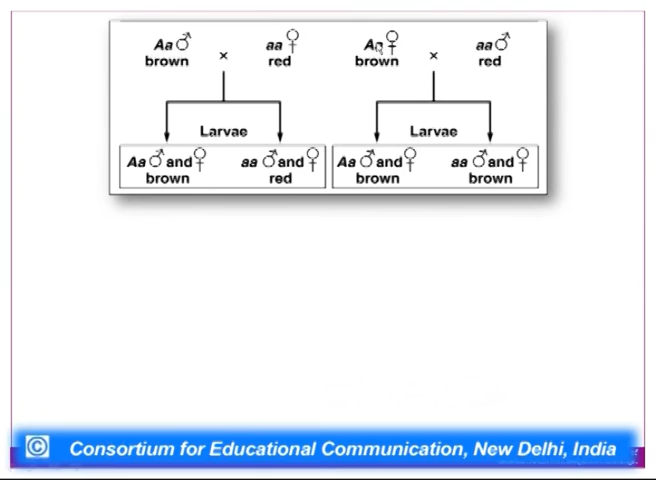 Aa ♂ × aa ♀ Aa ♀ × aa ♂
brown red brown red
Larvae Larvae
Aa ♂ and ♀ aa ♂ and ♀ Aa ♂ and ♀ aa ♂ and ♀
brown red brown brown
© Consortium for Educational Communication, New Delhi, India